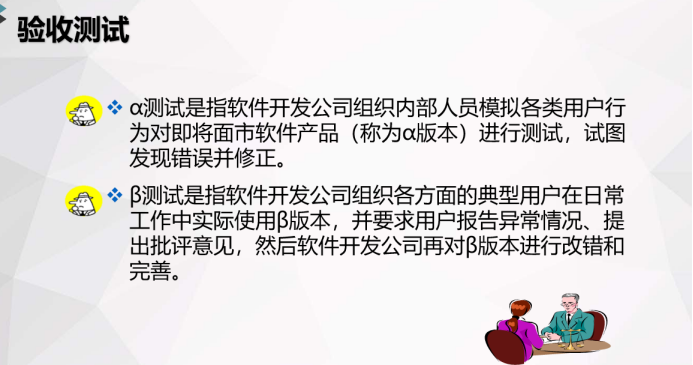 验收测试
❖ α测试是指软件开发公司组织内部人员模拟各类用户行
为对即将面市软件产品（称为α版本）进行测试，试图
发现错误并修正。
❖ β测试是指软件开发公司组织各方面的典型用户在日常
工作中实际使用β版本，并要求用户报告异常情况、提
出批评意见，然后软件开发公司再对β版本进行改错和
完善。